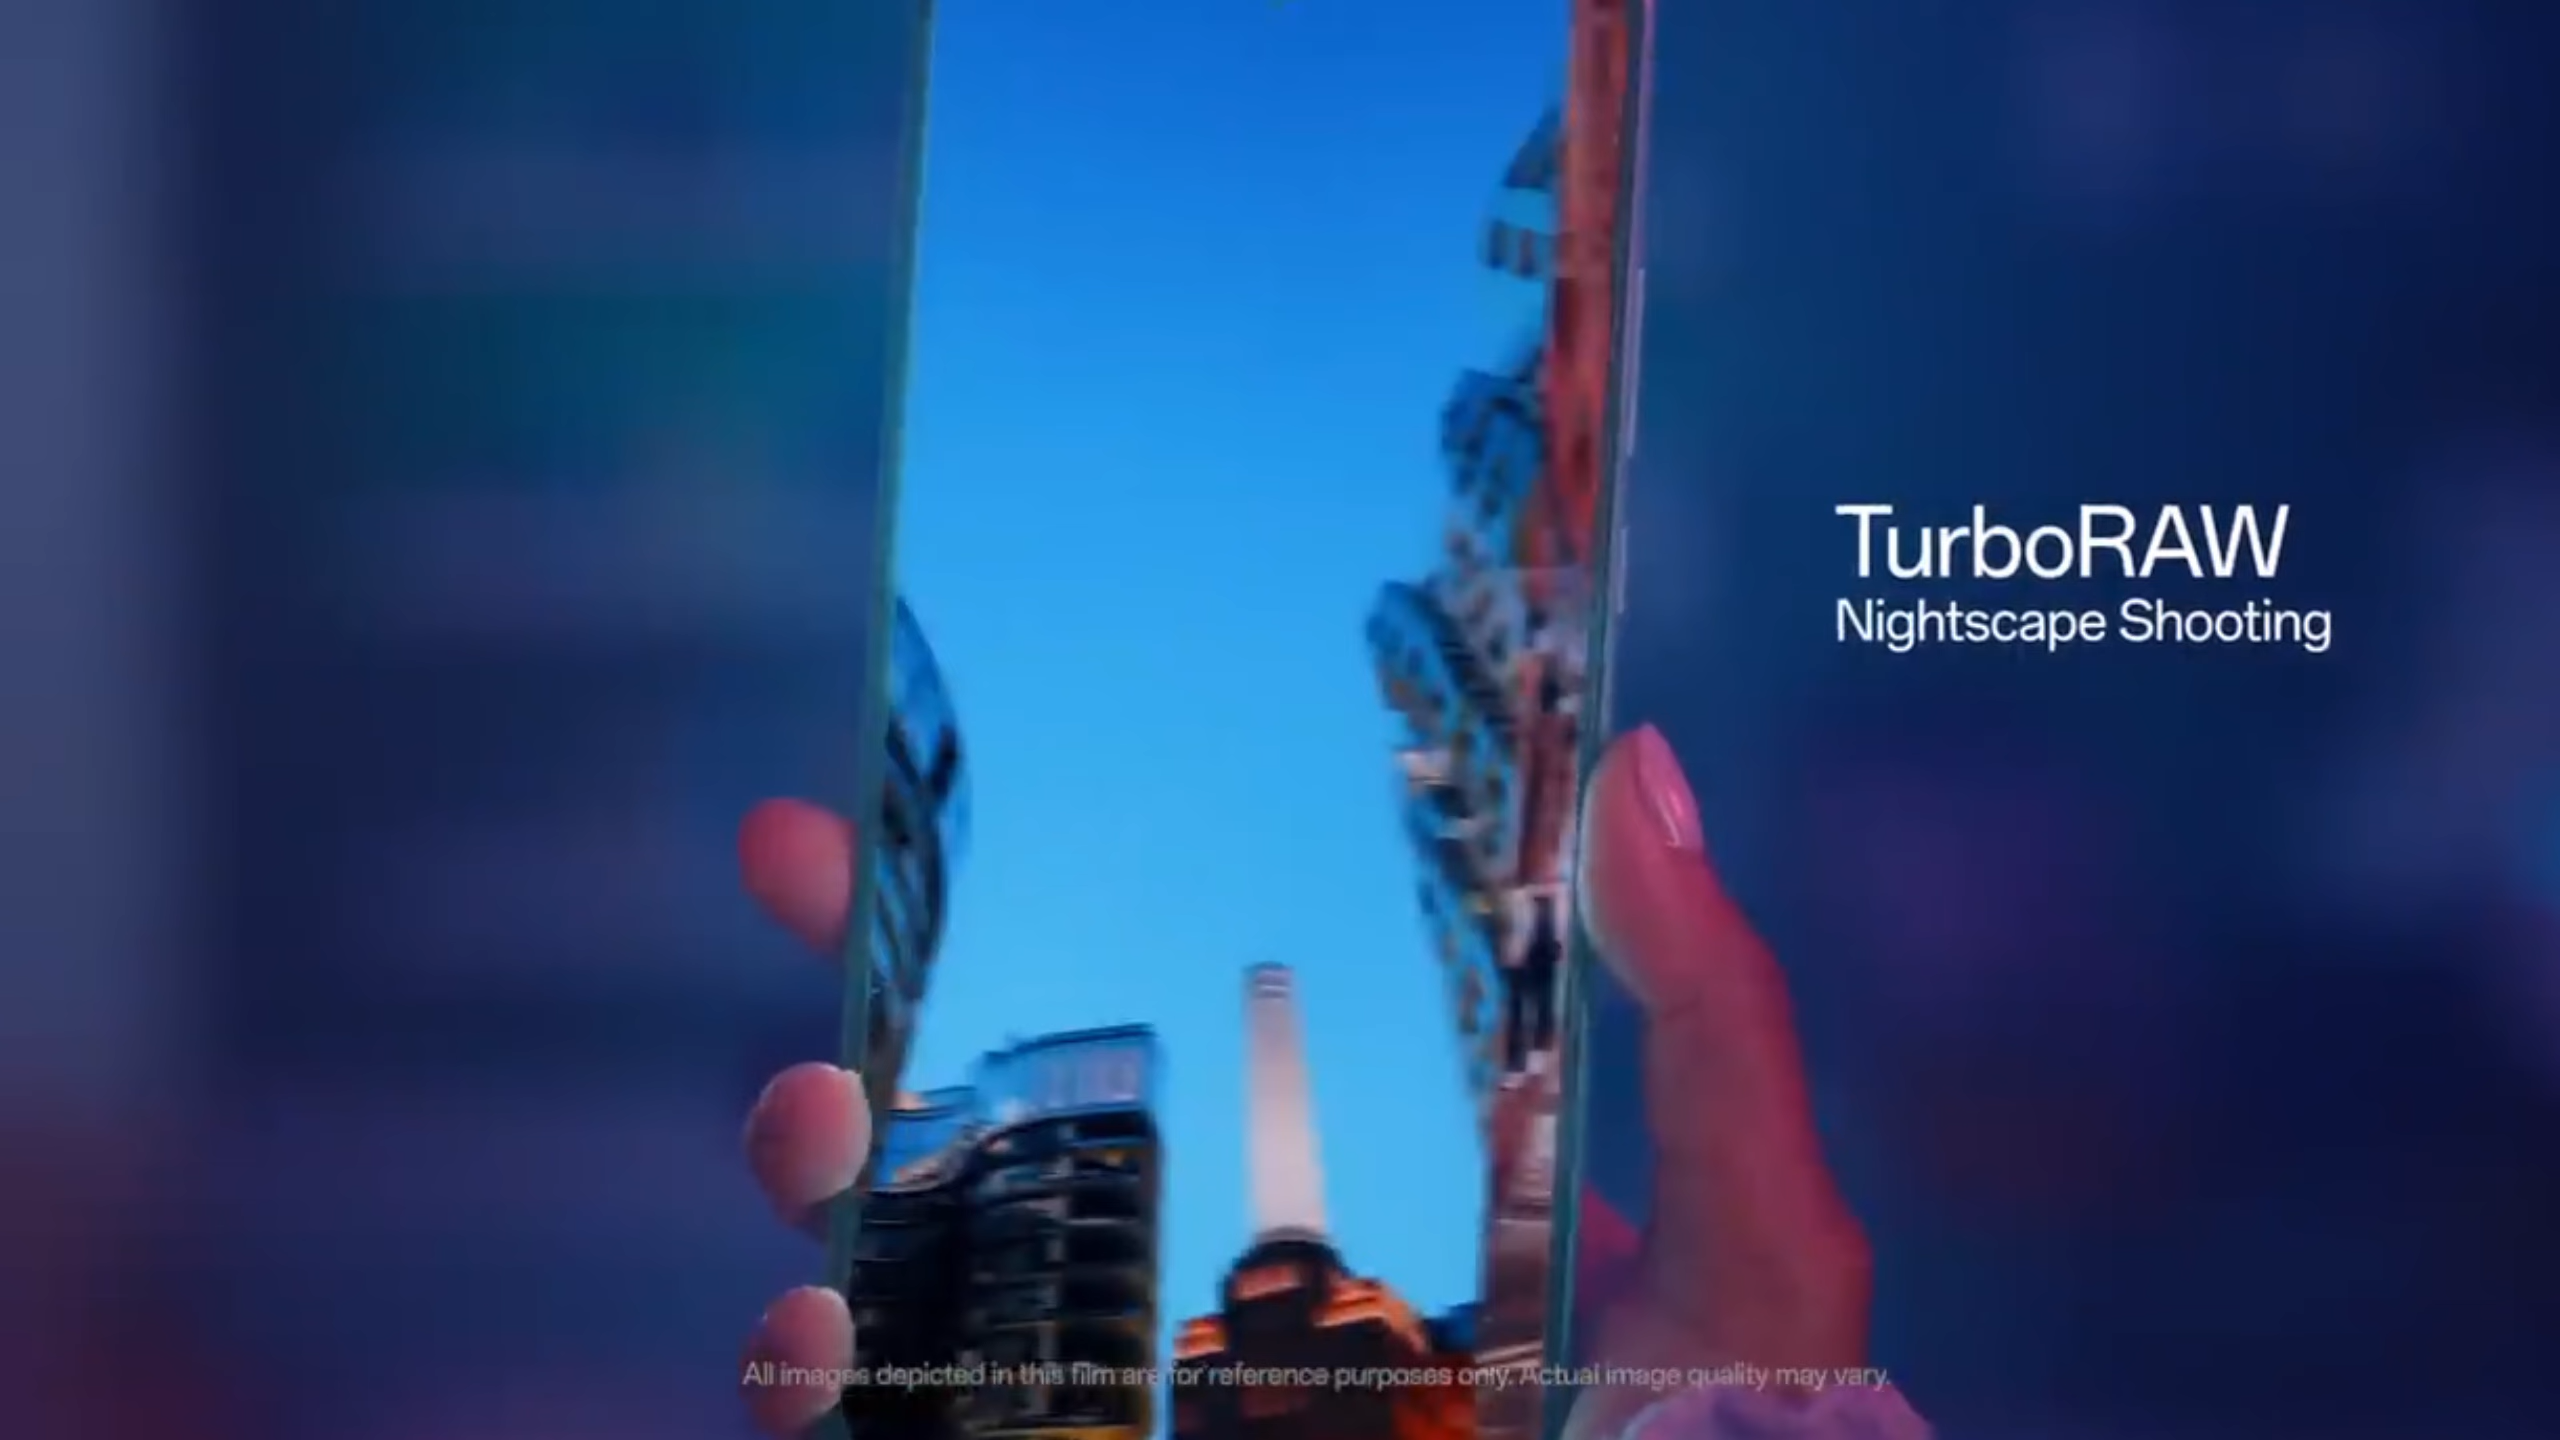 TurboRAW
Nightscape Shooting
All images depicted in this film are for reference purposes only. Actual image quality may vary.